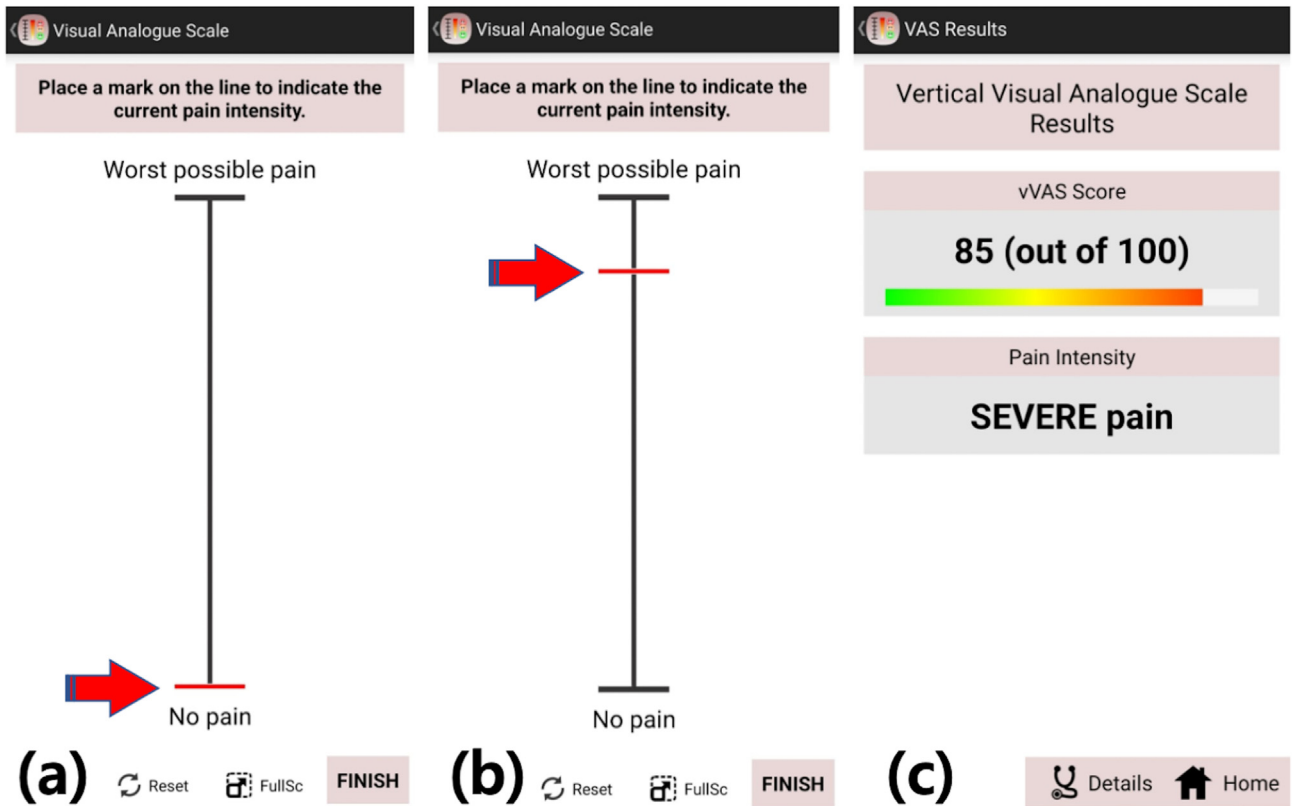 Visual Analogue Scale
Place a mark on the line to indicate the
current pain intensity.
Worst possible pain
No pain
(a)
Reset
FullSc
FINISH
Visual Analogue Scale
Place a mark on the line to indicate the
current pain intensity.
Worst possible pain
No pain
(b)
Reset
FullSc
FINISH
VAS Results
Vertical Visual Analogue Scale
Results
vVAS Score
85 (out of 100)
Pain Intensity
SEVERE pain
(c)
Details
Home